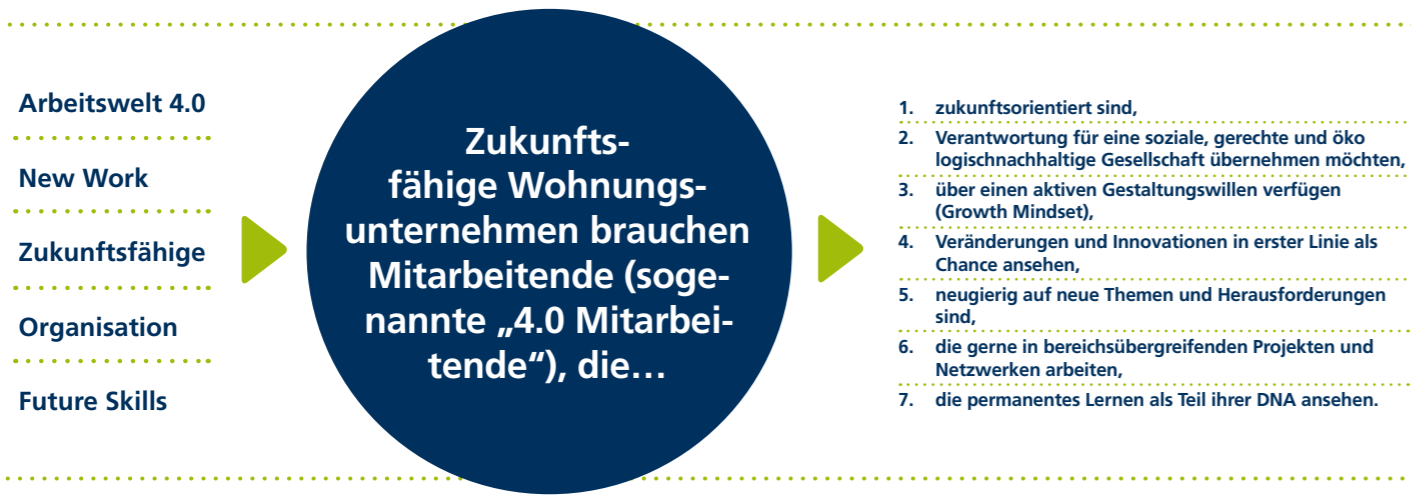 Arbeitswelt 4.0
New Work
Zukunftsfähige
Organisation
Future Skills
Zukunfts-
fähige Wohnungs-
unternehmen brauchen
Mitarbeitende (soge-
nannte „4.0 Mitarbei-
tende“), die…
1. zukunftsorientiert sind,
2. Verantwortung für eine soziale, gerechte und öko
logischnachhaltige Gesellschaft übernehmen möchten,
3. über einen aktiven Gestaltungswillen verfügen
(Growth Mindset),
4. Veränderungen und Innovationen in erster Linie als
Chance ansehen,
5. neugierig auf neue Themen und Herausforderungen
sind,
6. die gerne in bereichsübergreifenden Projekten und
Netzwerken arbeiten,
7. die permanentes Lernen als Teil ihrer DNA ansehen.